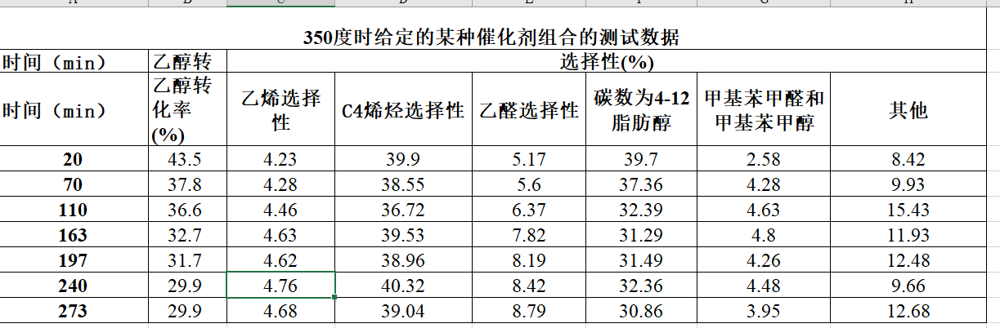 A B C D E F G H
350度时给定的某种催化剂组合的测试数据
时间（min） 乙醇转 选择性(%)
时间（min） 乙醇转化率(%) 乙烯选择性 C4烯烃选择性 乙醛选择性 碳数为4-12脂肪醇 甲基苯甲醛和甲基苯甲醇 其他
20 43.5 4.23 39.9 5.17 39.7 2.58 8.42
70 37.8 4.28 38.55 5.6 37.36 4.28 9.93
110 36.6 4.46 36.72 6.37 32.39 4.63 15.43
163 32.7 4.63 39.53 7.82 31.29 4.8 11.93
197 31.7 4.62 38.96 8.19 31.49 4.26 12.48
240 29.9 4.76 40.32 8.42 32.36 4.48 9.66
273 29.9 4.68 39.04 8.79 30.86 3.95 12.68